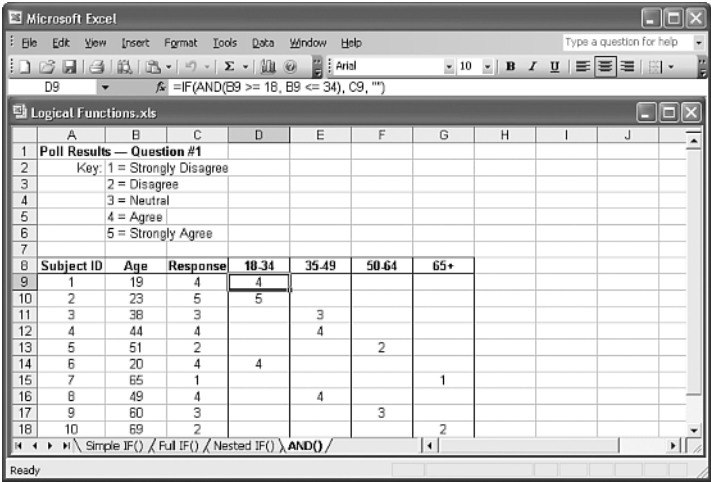 Microsoft Excel
File Edit View Insert Format Tools Data Window Help Type a question for help
Arial 10 B I U
D9 fx =IF(AND(B9 >= 18, B9 <= 34), C9, "")
Logical Functions.xls
A B C D E F G H I J
1 Poll Results — Question #1
2 Key: 1 = Strongly Disagree
3 2 = Disagree
4 3 = Neutral
5 4 = Agree
6 5 = Strongly Agree
7
8 Subject ID Age Response 18-34 35-49 50-64 65+
9 1 19 4 4
10 2 23 5 5
11 3 38 3 3
12 4 44 4 4
13 5 51 2 2
14 6 20 4 4
15 7 65 1 1
16 8 49 4 4
17 9 60 3 3
18 10 69 2 2
Simple IF() Full IF() Nested IF() AND()
Ready